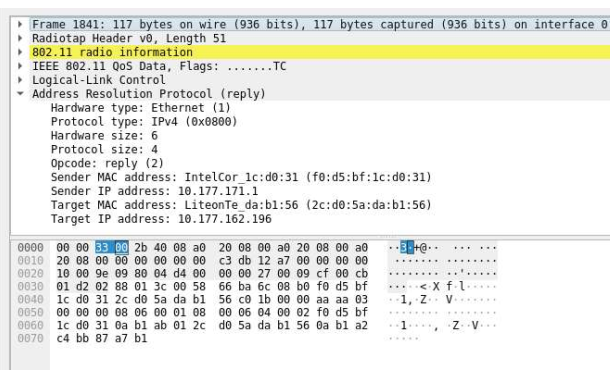 Frame 1841: 117 bytes on wire (936 bits), 117 bytes captured (936 bits) on interface 0
Radiotap Header v0, Length 51
802.11 radio information
IEEE 802.11 QoS Data, Flags: .......TC
Logical-Link Control
Address Resolution Protocol (reply)
Hardware type: Ethernet (1)
Protocol type: IPv4 (0x0800)
Hardware size: 6
Protocol size: 4
Opcode: reply (2)
Sender MAC address: IntelCor_1c:d0:31 (f0:d5:bf:1c:d0:31)
Sender IP address: 10.177.171.1
Target MAC address: LiteonTe_da:b1:56 (2c:d0:5a:da:b1:56)
Target IP address: 10.177.162.196
0000 00 00 33 00 2b 40 08 a0 20 08 00 a0 20 08 00 a0 ··3·+@·· ··· ···
0010 20 08 00 00 00 00 00 00 c3 db 12 a7 00 00 00 00 ······· ········
0020 10 00 9e 09 80 04 d4 00 00 00 27 00 09 cf 00 cb ········ ··'·····
0030 01 d2 02 88 01 3c 00 58 66 ba 6c 08 b0 f0 d5 bf ·····<·X f·l·····
0040 1c d0 31 2c d0 5a da b1 56 c0 1b 00 00 aa aa 03 ··1,·Z·· V·······
0050 00 00 00 08 06 00 01 08 00 06 04 00 02 f0 d5 bf ········ ········
0060 1c d0 31 0a b1 ab 01 2c d0 5a da b1 56 0a b1 a2 ··1····, ·Z··V···
0070 c4 bb 87 a7 b1 ·····